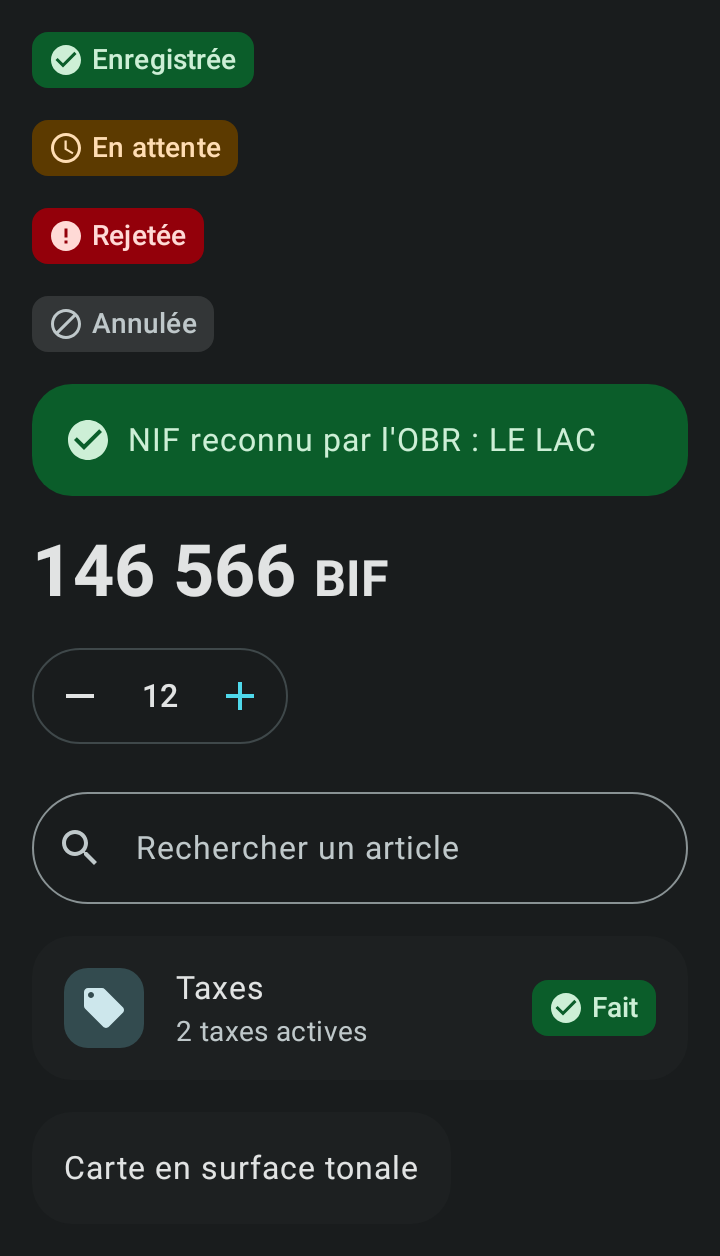 Enregistrée
En attente
Rejetée
Annulée
NIF reconnu par l'OBR : LE LAC
146 566 BIF
12
Rechercher un article
Taxes
2 taxes actives
Fait
Carte en surface tonale